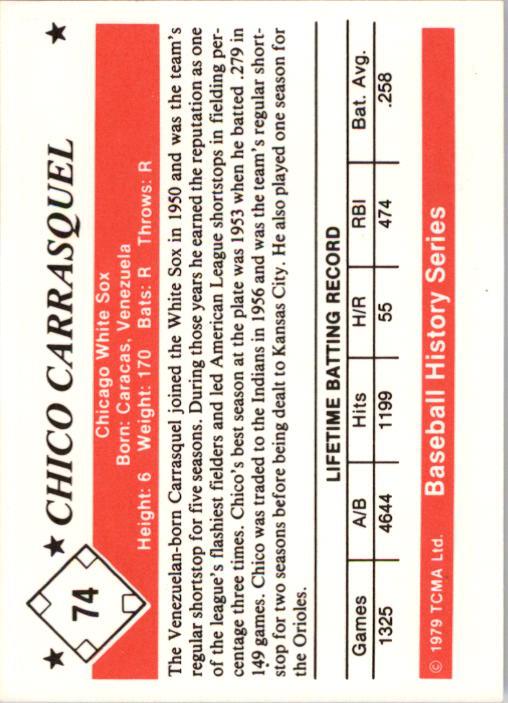 74
CHICO CARRASQUEL
Chicago White Sox
Born: Caracas, Venezuela
Height: 6 Weight: 170 Bats: R Throws: R
The Venezuelan-born Carrasquel joined the White Sox in 1950 and was the team's
regular shortstop for five seasons. During those years he earned the reputation as one
of the league's flashiest fielders and led American League shortstops in fielding per-
centage three times. Chico's best season at the plate was 1953 when he batted .279 in
149 games. Chico was traded to the Indians in 1956 and was the team's regular short-
stop for two seasons before being dealt to Kansas City. He also played one season for
the Orioles.
LIFETIME BATTING RECORD
Games A/B Hits H/R RBI Bat. Avg.
1325 4644 1199 55 474 .258
© 1979 TCMA Ltd. Baseball History Series